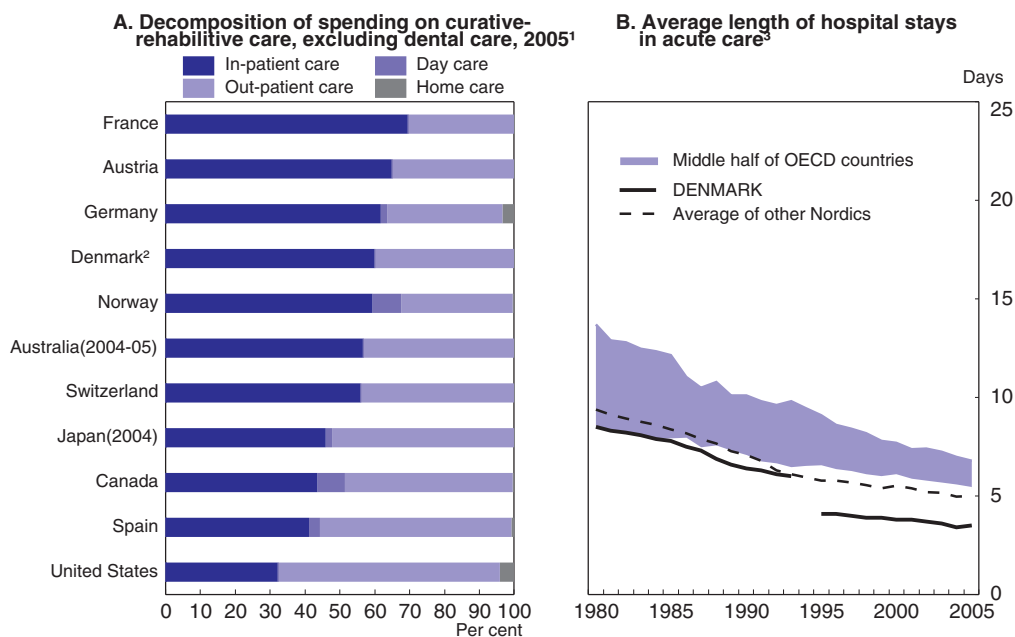 A. Decomposition of spending on curative-
rehabilitive care, excluding dental care, 2005¹
In-patient care
Day care
Out-patient care
Home care
France
Austria
Germany
Denmark²
Norway
Australia(2004-05)
Switzerland
Japan(2004)
Canada
Spain
United States
0 10 20 30 40 50 60 70 80 90 100
Per cent
B. Average length of hospital stays
in acute care³
Days
Middle half of OECD countries
DENMARK
Average of other Nordics
25
20
15
10
5
0
1980 1985 1990 1995 2000 2005